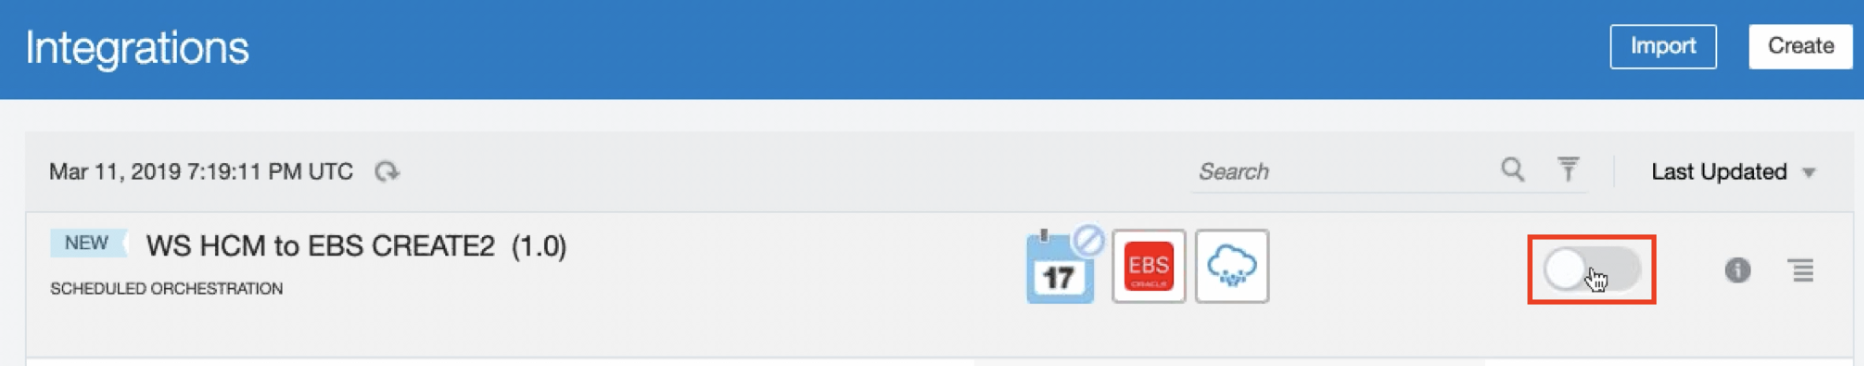 Integrations
Import
Create
Mar 11, 2019 7:19:11 PM UTC
Search
Last Updated
NEW
WS HCM to EBS CREATE2 (1.0)
17
EBS
ORACLE
SCHEDULED ORCHESTRATION